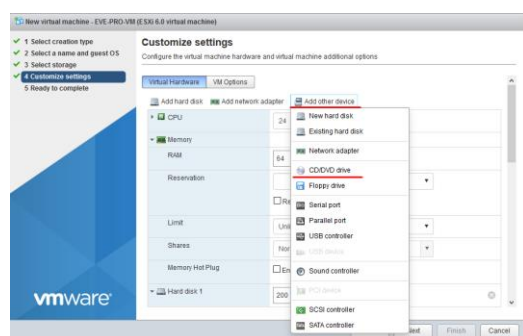 New virtual machine - EVE-PRO-VM (ESXi 6.0 virtual machine)
1 Select creation type
2 Select a name and guest OS
3 Select storage
4 Customize settings
5 Ready to complete
Customize settings
Configure the virtual machine hardware and virtual machine additional options
Virtual Hardware VM Options
Add hard disk Add network adapter Add other device
CPU 24
Memory
RAM 64
Reservation
Limit
Shares
Memory Hot Plug
Hard disk 1 200
New hard disk
Existing hard disk
Network adapter
CD/DVD drive
Floppy drive
Serial port
Parallel port
USB controller
USB device
Sound controller
PCI device
SCSI controller
SATA controller
vmware
Finish Cancel